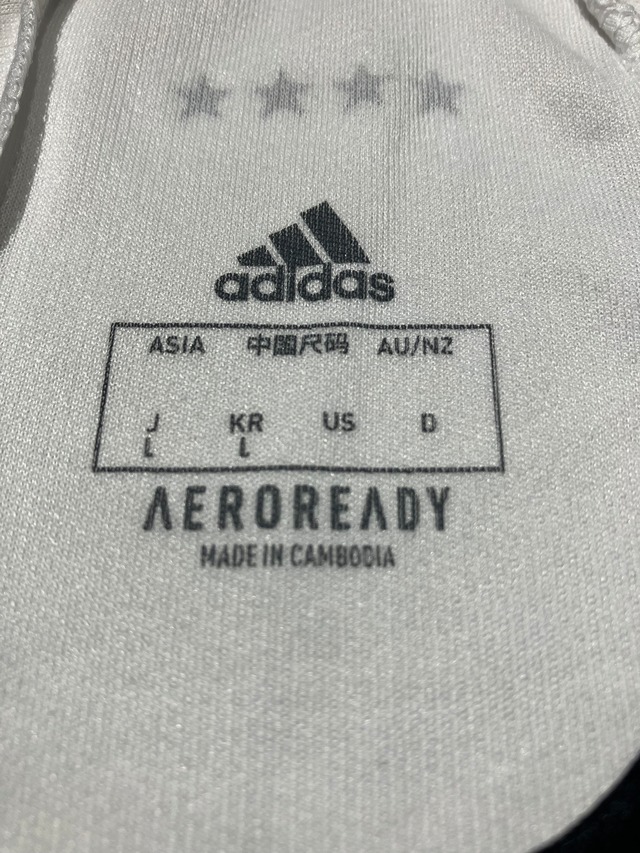 adidas
ASIA 中國尺码 AU/NZ
J KR US D
L L
AEROREADY
MADE IN CAMBODIA